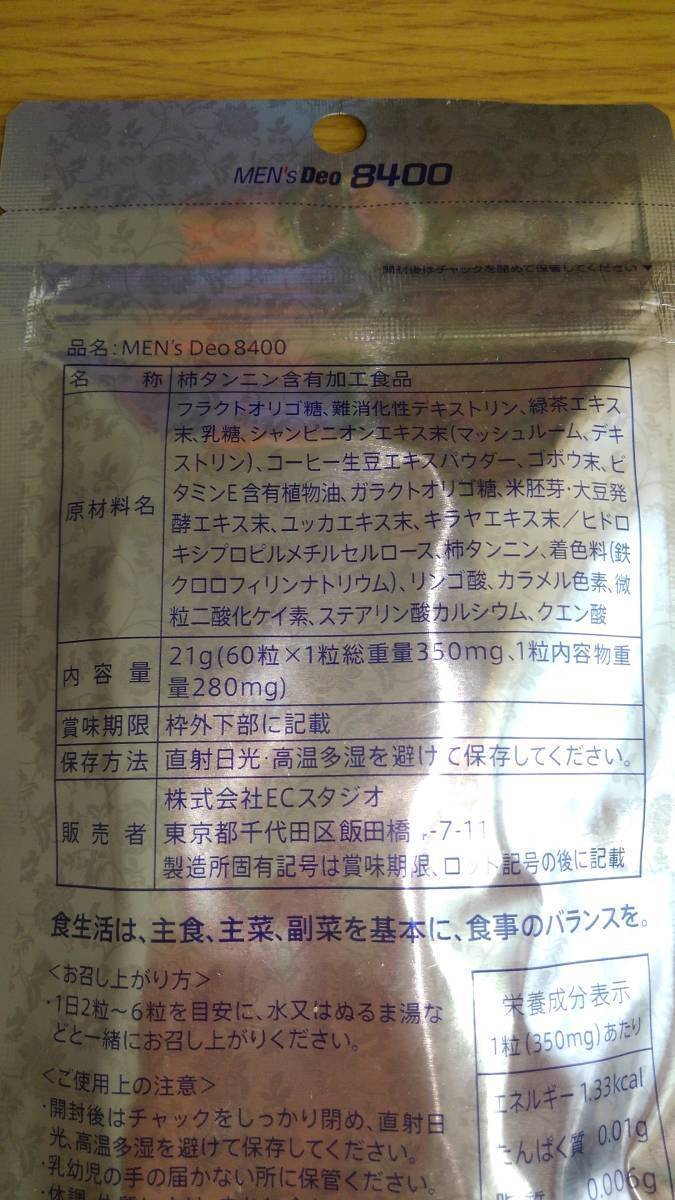 MEN's Deo 8400
開封後はチャックを閉めて保管してください▼
品名:MEN's Deo8400
名称 柿タンニン含有加工食品
原材料名 フラクトオリゴ糖、難消化性デキストリン、緑茶エキス
末、乳糖、シャンピニオンエキス末(マッシュルーム、デキ
ストリン)、コーヒー生豆エキスパウダー、ゴボウ末、ビ
タミンE含有植物油、ガラクトオリゴ糖、米胚芽・大豆発
酵エキス末、ユッカエキス末、キラヤエキス末/ヒドロ
キシプロピルメチルセルロース、柿タンニン、着色料(鉄
クロロフィリンナトリウム)、リンゴ酸、カラメル色素、微
粒二酸化ケイ素、ステアリン酸カルシウム、クエン酸
内容量 21g(60粒×1粒総重量350mg、1粒内容物重
量280mg)
賞味期限 枠外下部に記載
保存方法 直射日光・高温多湿を避けて保存してください。
販売者 株式会社ECスタジオ
東京都千代田区飯田橋 -7-11
製造所固有記号は賞味期限、ロット記号の後に記載
食生活は、主食、主菜、副菜を基本に、食事のバランスを。
<お召し上がり方>
・1日2粒~6粒を目安に、水又はぬるま湯な
どと一緒にお召し上がりください。
<ご使用上の注意>
・開封後はチャックをしっかり閉め、直射日
光、高温多湿を避けて保存してください。
・乳幼児の手の届かない所に保管ください。
栄養成分表示
1粒(350mg)あたり
エネルギー 1.33kcal
たんぱく質 0.01g
0.006g